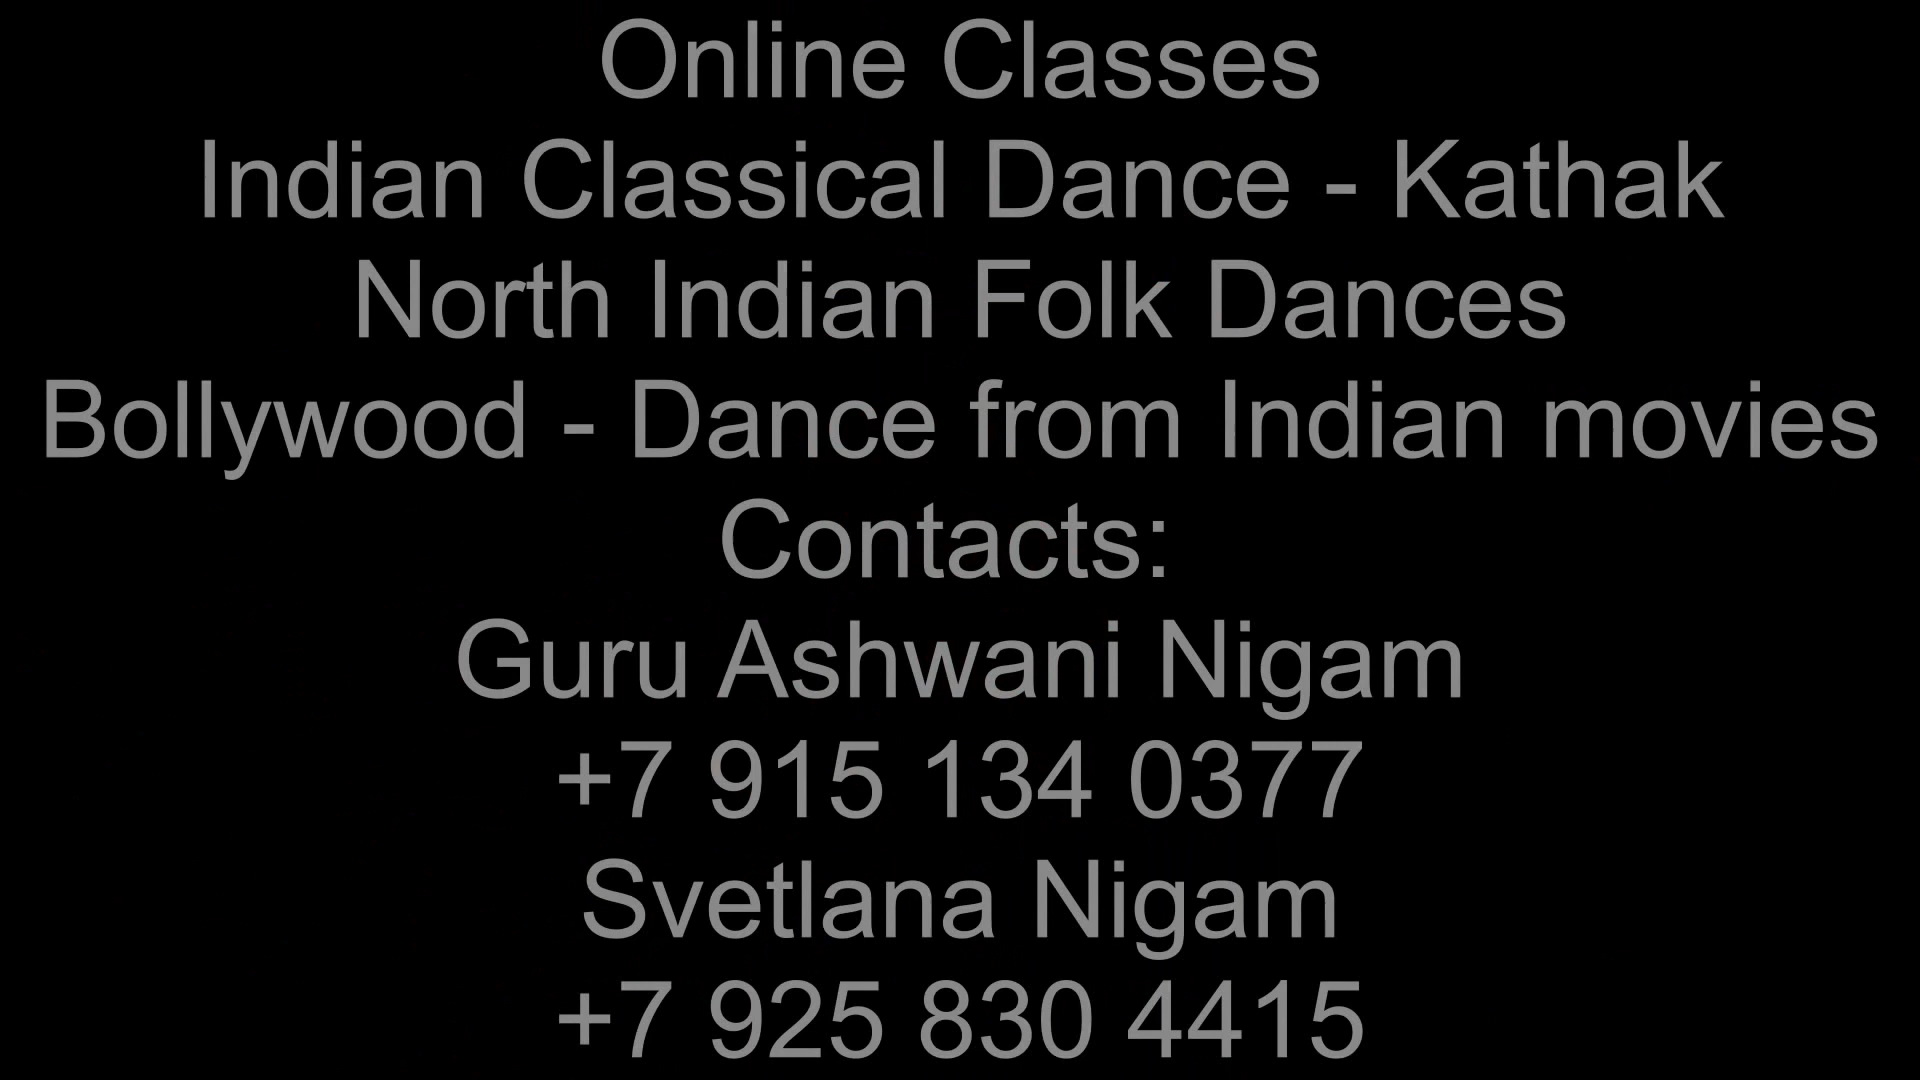 Online Classes
Indian Classical Dance - Kathak
North Indian Folk Dances
Bollywood - Dance from Indian movies
Contacts:
Guru Ashwani Nigam
+7 915 134 0377
Svetlana Nigam
+7 925 830 4415